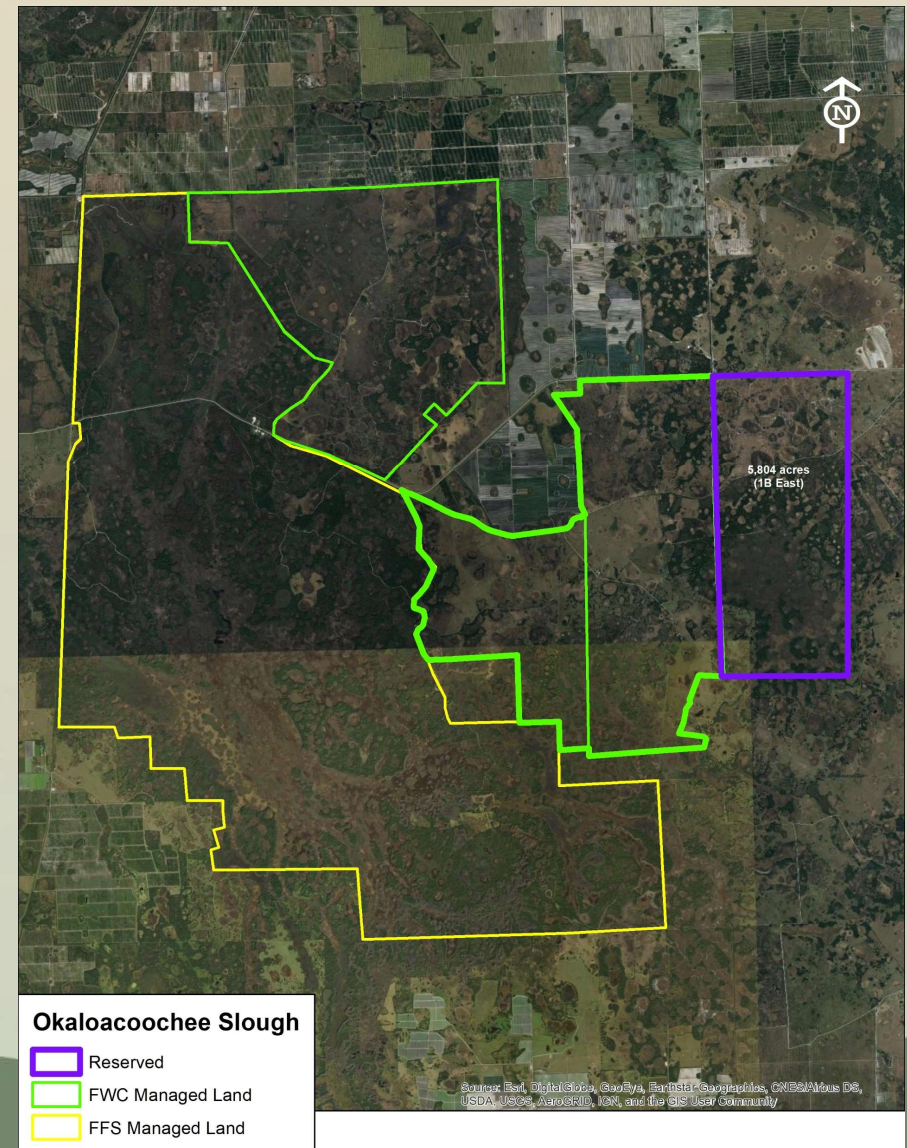 N
5,804 acres
(1B East)
Okaloacoochee Slough
Reserved
FWC Managed Land
FFS Managed Land
Source: Esri, DigitalGlobe, GeoEye, Earthstar Geographics, CNES/Airbus DS,
USDA, USGS, AeroGRID, IGN, and the GIS User Community